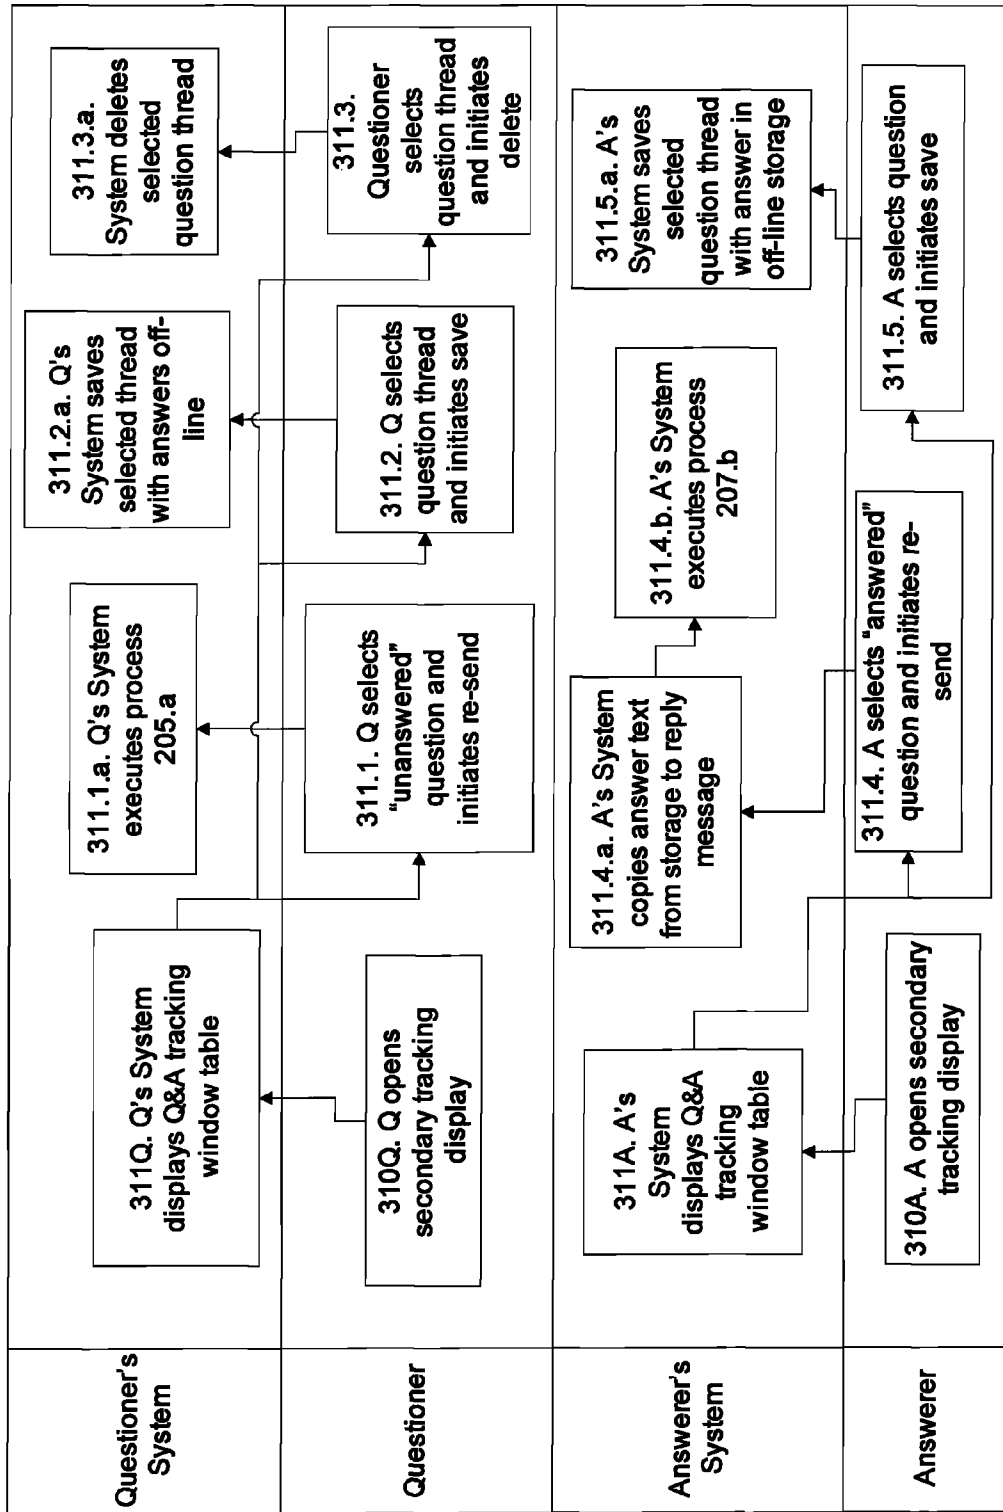 Questioner's
System
311Q. Q's System
displays Q&A tracking
window table
311.1.a. Q's System
executes process
205.a
311.2.a. Q's
System saves
selected thread
with answers off-
line
311.3.a.
System deletes
selected
question thread
Questioner
310Q. Q opens
secondary tracking
display
311.1. Q selects
“unanswered”
question and
initiates re-send
311.2. Q selects
question thread
and initiates save
311.3.
Questioner
selects
question thread
and initiates
delete
Answerer's
System
311A. A's
System
displays Q&A
tracking
window table
311.4.a. A's System
copies answer text
from storage to reply
message
311.4.b. A's System
executes process
207.b
311.5.a. A's
System saves
selected
question thread
with answer in
off-line storage
Answerer
310A. A opens secondary
tracking display
311.4. A selects “answered”
question and initiates re-
send
311.5. A selects question
and initiates save